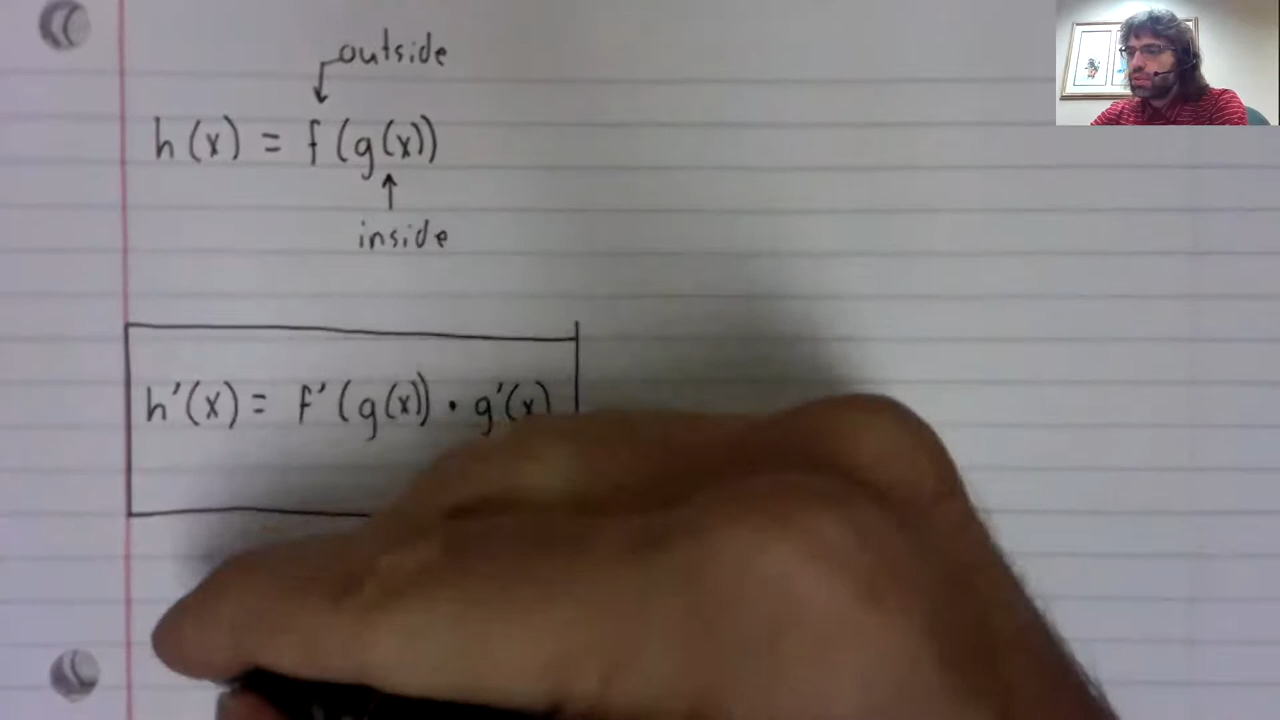 outside
h(x) = f(g(x))
inside
h'(x) = f'(g(x)) · g'(x)